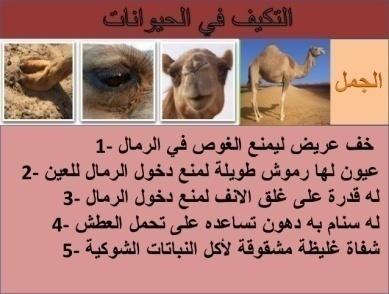 التكيف في الحيوانات
الجمل
1- خف عريض ليمنع الغوص في الرمال
2- عيون لها رموش طويلة لمنع دخول الرمال للعين
3- له قدرة على غلق الانف لمنع دخول الرمال
4- له سنام به دهون تساعده على تحمل العطش
5- شفاة غليظة مشقوقة لأكل النباتات الشوكية